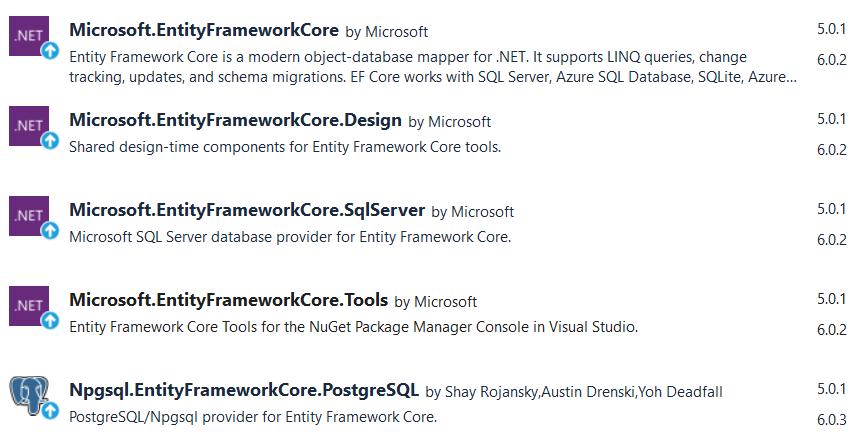 .NET
Microsoft.EntityFrameworkCore by Microsoft 5.0.1
Entity Framework Core is a modern object-database mapper for .NET. It supports LINQ queries, change 6.0.2
tracking, updates, and schema migrations. EF Core works with SQL Server, Azure SQL Database, SQLite, Azure...
.NET
Microsoft.EntityFrameworkCore.Design by Microsoft 5.0.1
Shared design-time components for Entity Framework Core tools. 6.0.2
.NET
Microsoft.EntityFrameworkCore.SqlServer by Microsoft 5.0.1
Microsoft SQL Server database provider for Entity Framework Core. 6.0.2
.NET
Microsoft.EntityFrameworkCore.Tools by Microsoft 5.0.1
Entity Framework Core Tools for the NuGet Package Manager Console in Visual Studio. 6.0.2
Npgsql.EntityFrameworkCore.PostgreSQL by Shay Rojansky,Austin Drenski,Yoh Deadfall 5.0.1
PostgreSQL/Npgsql provider for Entity Framework Core. 6.0.3